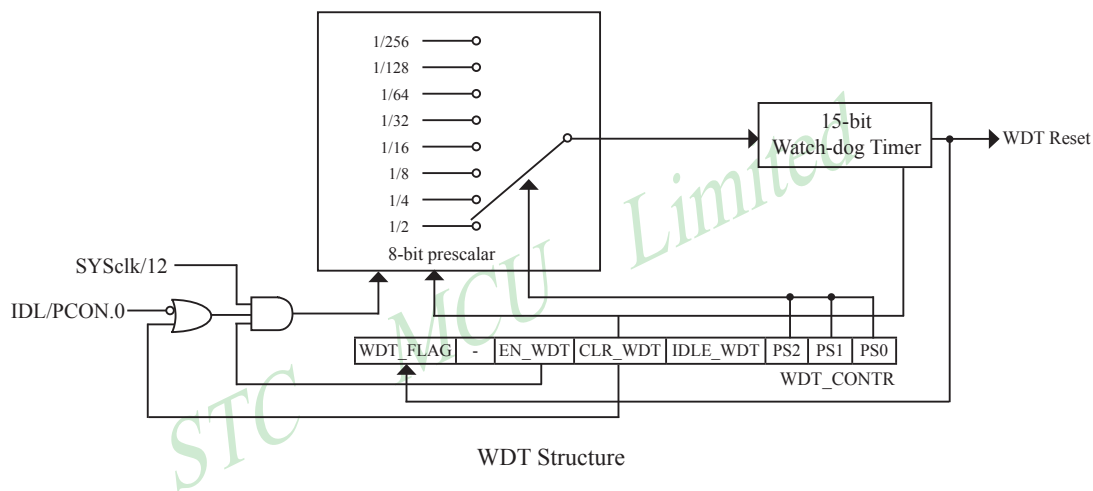 1/256
1/128
1/64
1/32
1/16
1/8
1/4
1/2
8-bit prescalar
15-bit
Watch-dog Timer
WDT Reset
SYSclk/12
IDL/PCON.0
WDT_FLAG - EN_WDT CLR_WDT IDLE_WDT PS2 PS1 PS0
WDT_CONTR
STC MCU Limited
WDT Structure